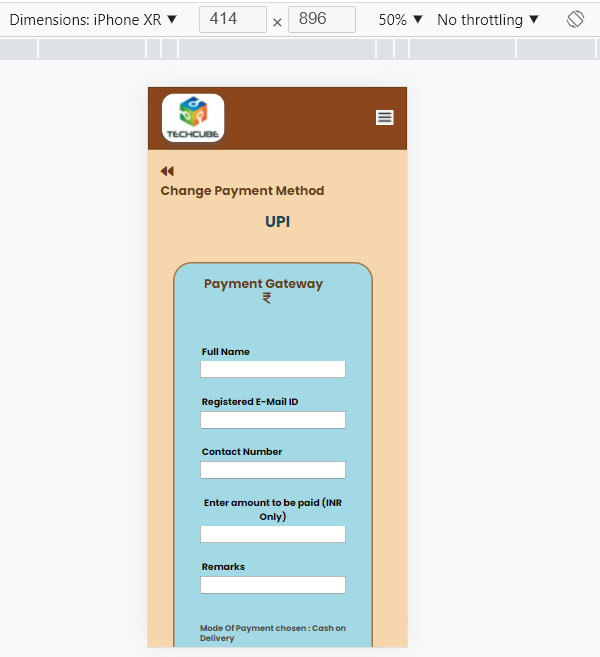 Dimensions: iPhone XR ▼ 414 × 896 50% ▼ No throttling ▼
TECHCUBE
Change Payment Method
UPI
Payment Gateway
₹
Full Name
Registered E-Mail ID
Contact Number
Enter amount to be paid (INR
Only)
Remarks
Mode Of Payment chosen : Cash on
Delivery